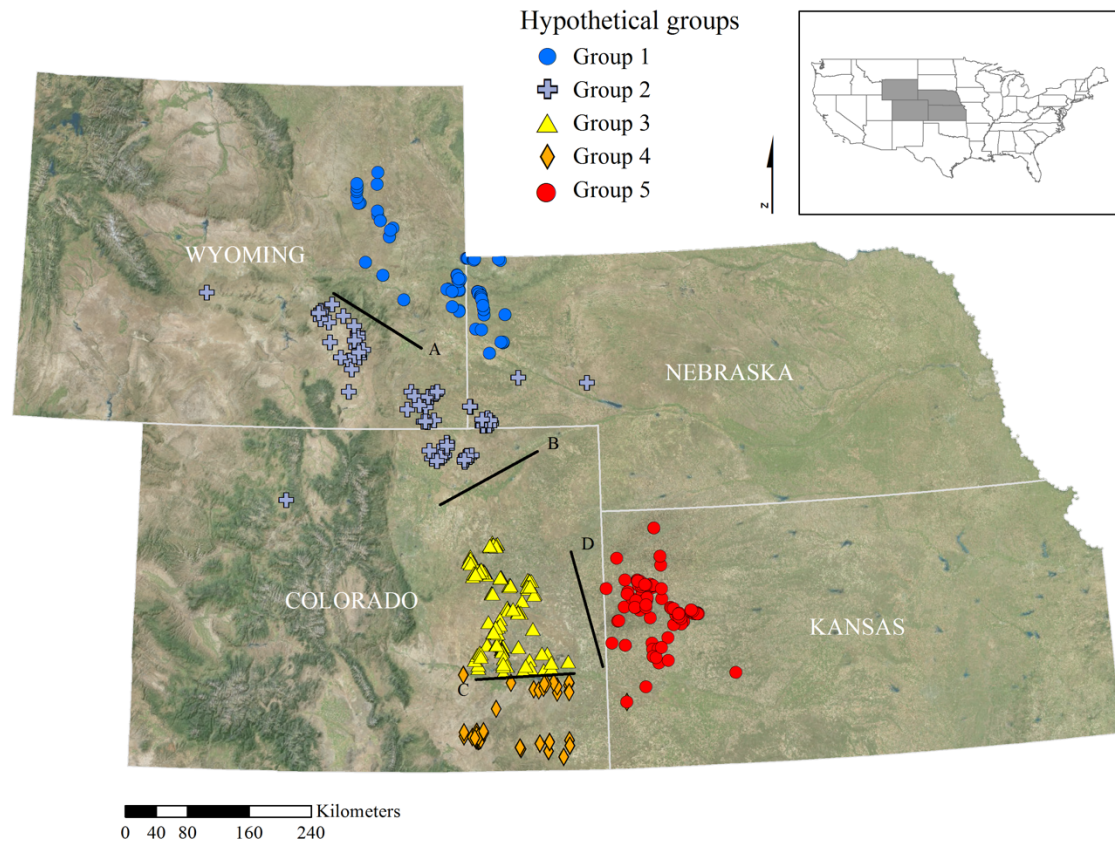 Hypothetical groups
Group 1
Group 2
Group 3
Group 4
Group 5
N
WYOMING
A
NEBRASKA
B
D
COLORADO
KANSAS
C
Kilometers
0 40 80 160 240